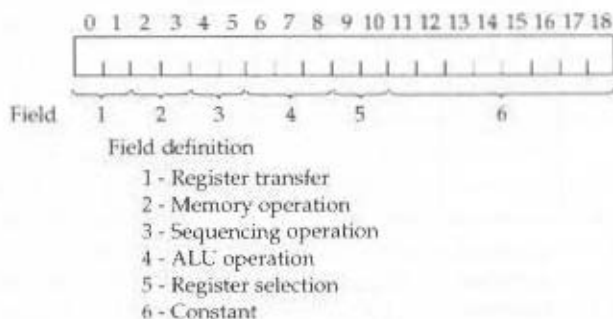 0 1 2 3 4 5 6 7 8 9 10 11 12 13 14 15 16 17 18
Field 1 2 3 4 5 6
Field definition
1 - Register transfer
2 - Memory operation
3 - Sequencing operation
4 - ALU operation
5 - Register selection
6 - Constant